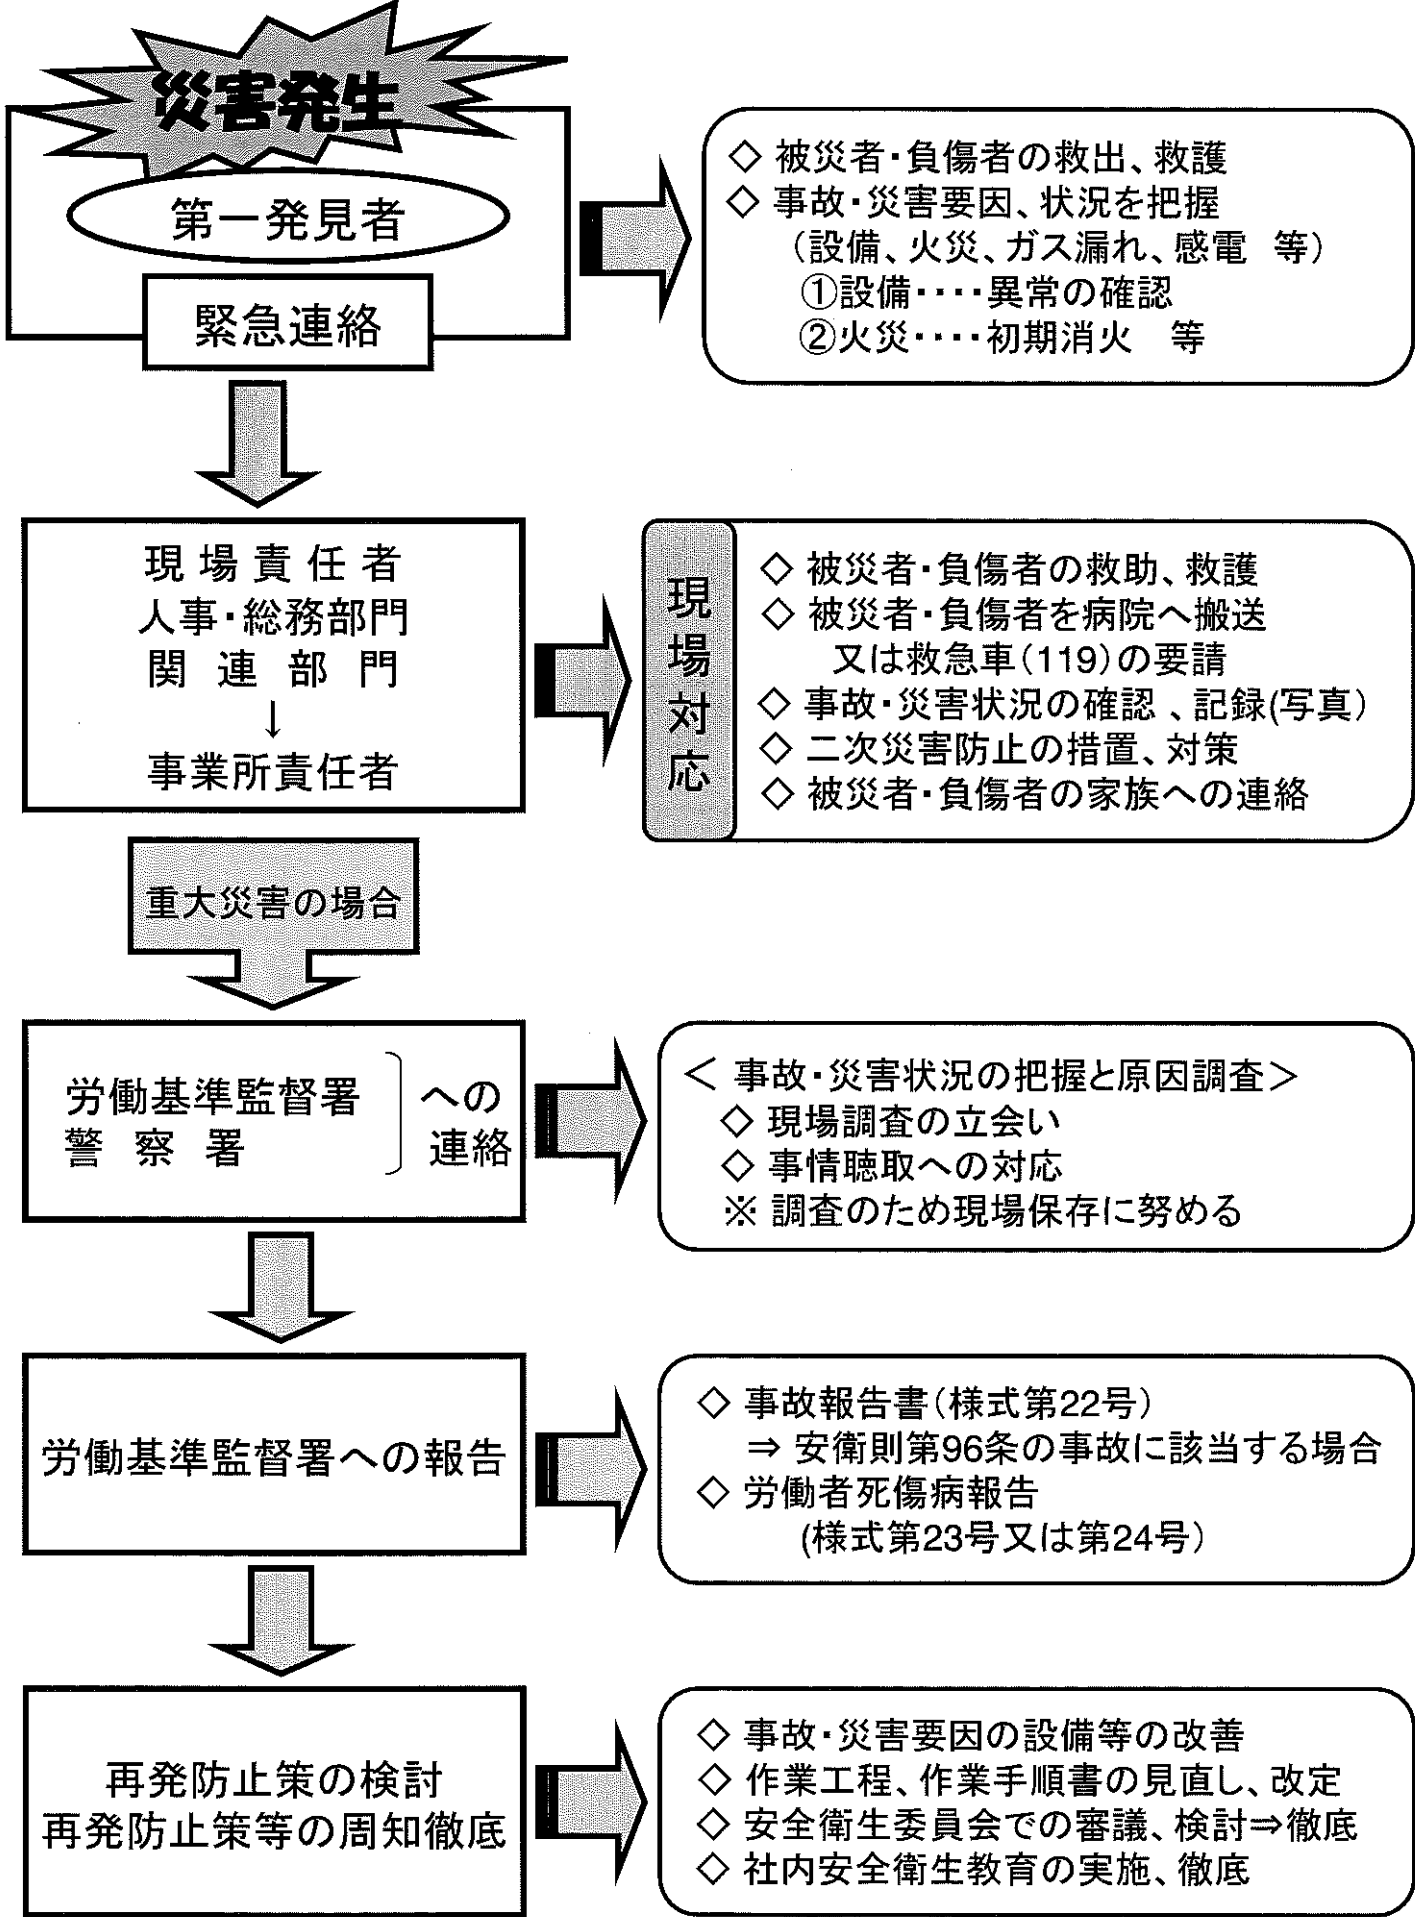 災害発生
第一発見者
緊急連絡
◇ 被災者・負傷者の救出、救護
◇ 事故・災害要因、状況を把握
（設備、火災、ガス漏れ、感電　等）
①設備・・・・異常の確認
②火災・・・・初期消火　等
現場責任者
人事・総務部門
関連部門
↓
事業所責任者
現場対応
◇ 被災者・負傷者の救助、救護
◇ 被災者・負傷者を病院へ搬送
又は救急車（119）の要請
◇ 事故・災害状況の確認 、記録(写真）
◇ 二次災害防止の措置、対策
◇ 被災者・負傷者の家族への連絡
重大災害の場合
労働基準監督署
警察署
への
連絡
＜ 事故・災害状況の把握と原因調査＞
◇ 現場調査の立会い
◇ 事情聴取への対応
※ 調査のため現場保存に努める
労働基準監督署への報告
◇ 事故報告書（様式第22号）
⇒ 安衛則第96条の事故に該当する場合
◇ 労働者死傷病報告
(様式第23号又は第24号）
再発防止策の検討
再発防止策等の周知徹底
◇ 事故・災害要因の設備等の改善
◇ 作業工程、作業手順書の見直し、改定
◇ 安全衛生委員会での審議、検討⇒徹底
◇ 社内安全衛生教育の実施、徹底